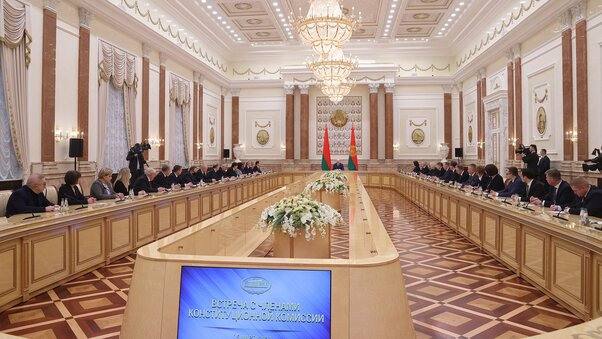 ВСТРЕЧА С ЧЛЕНАМИ
КОНСТИТУЦИОННОЙ КОМИССИИ